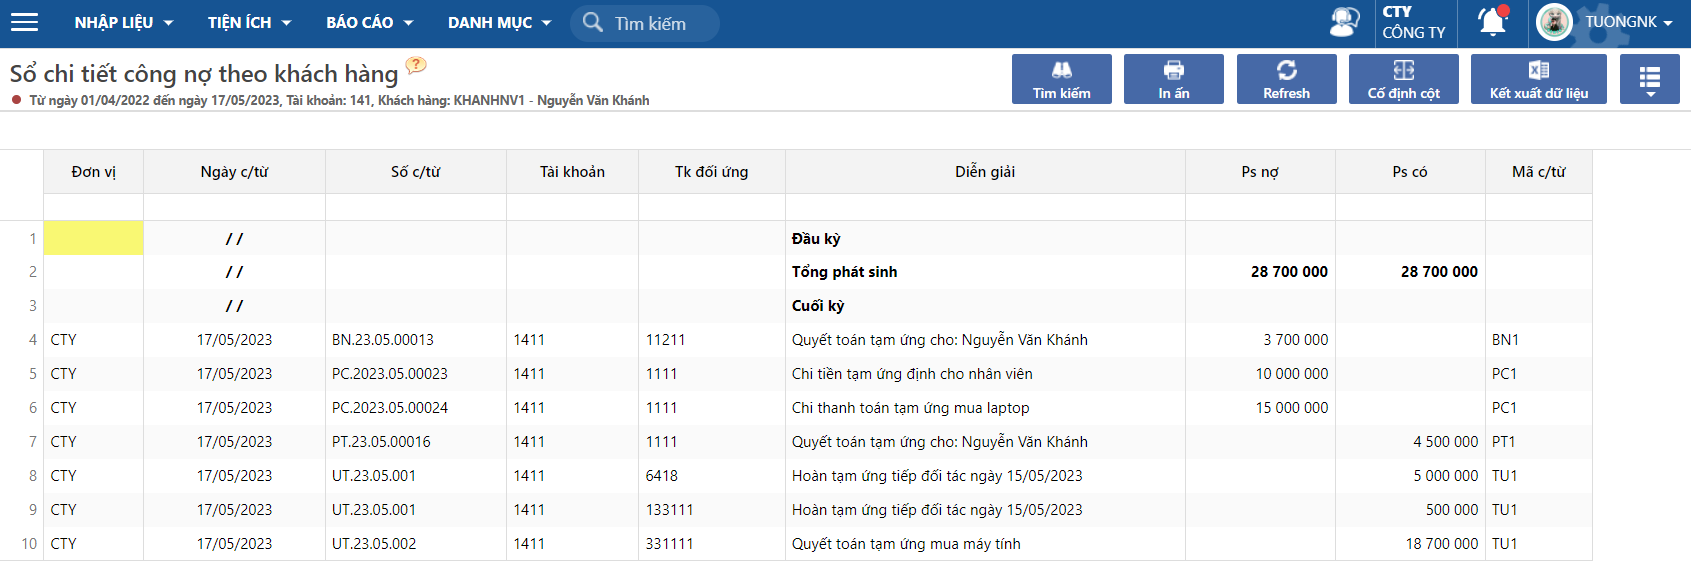 NHẬP LIỆU TIỆN ÍCH BÁO CÁO DANH MỤC Tìm kiếm CTY CÔNG TY TUONGNK
Sổ chi tiết công nợ theo khách hàng ?
Từ ngày 01/04/2022 đến ngày 17/05/2023, Tài khoản: 141, Khách hàng: KHANHNV1 - Nguyễn Văn Khánh
Tìm kiếm In ấn Refresh Cố định cột Kết xuất dữ liệu
Đơn vị Ngày c/từ Số c/từ Tài khoản Tk đối ứng Diễn giải Ps nợ Ps có Mã c/từ
1 / / Đầu kỳ
2 / / Tổng phát sinh 28 700 000 28 700 000
3 / / Cuối kỳ
4 CTY 17/05/2023 BN.23.05.00013 1411 11211 Quyết toán tạm ứng cho: Nguyễn Văn Khánh 3 700 000 BN1
5 CTY 17/05/2023 PC.2023.05.00023 1411 1111 Chi tiền tạm ứng định cho nhân viên 10 000 000 PC1
6 CTY 17/05/2023 PC.2023.05.00024 1411 1111 Chi thanh toán tạm ứng mua laptop 15 000 000 PC1
7 CTY 17/05/2023 PT.23.05.00016 1411 1111 Quyết toán tạm ứng cho: Nguyễn Văn Khánh 4 500 000 PT1
8 CTY 17/05/2023 UT.23.05.001 1411 6418 Hoàn tạm ứng tiếp đối tác ngày 15/05/2023 5 000 000 TU1
9 CTY 17/05/2023 UT.23.05.001 1411 133111 Hoàn tạm ứng tiếp đối tác ngày 15/05/2023 500 000 TU1
10 CTY 17/05/2023 UT.23.05.002 1411 331111 Quyết toán tạm ứng mua máy tính 18 700 000 TU1